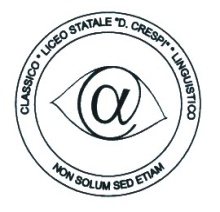 CLASSICO * LICEO STATALE "D. CRESPI" * LINGUISTICO
α
NON SOLUM SED ETIAM